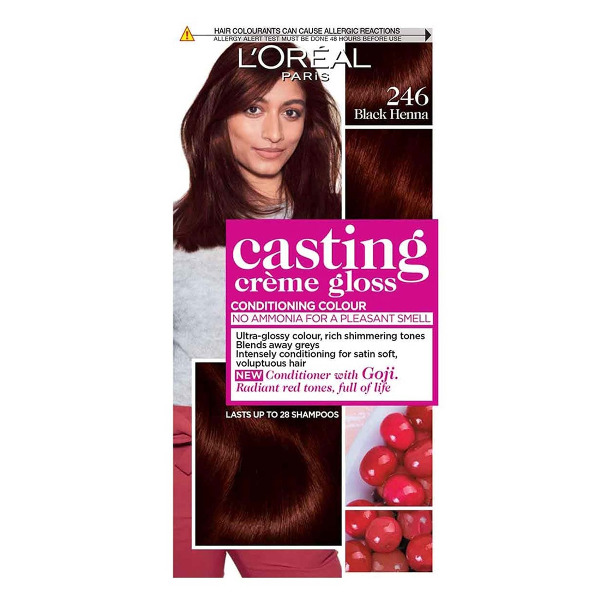 HAIR COLOURANTS CAN CAUSE ALLERGIC REACTIONS
ALLERGY ALERT TEST MUST BE DONE 48 HOURS BEFORE USE
L'ORÉAL
PARIS
246
Black Henna
casting
crème gloss
CONDITIONING COLOUR
NO AMMONIA FOR A PLEASANT SMELL
Ultra-glossy colour, rich shimmering tones
Blends away greys
Intensely conditioning for satin soft,
voluptuous hair
NEW Conditioner with Goji.
Radiant red tones, full of life
LASTS UP TO 28 SHAMPOOS